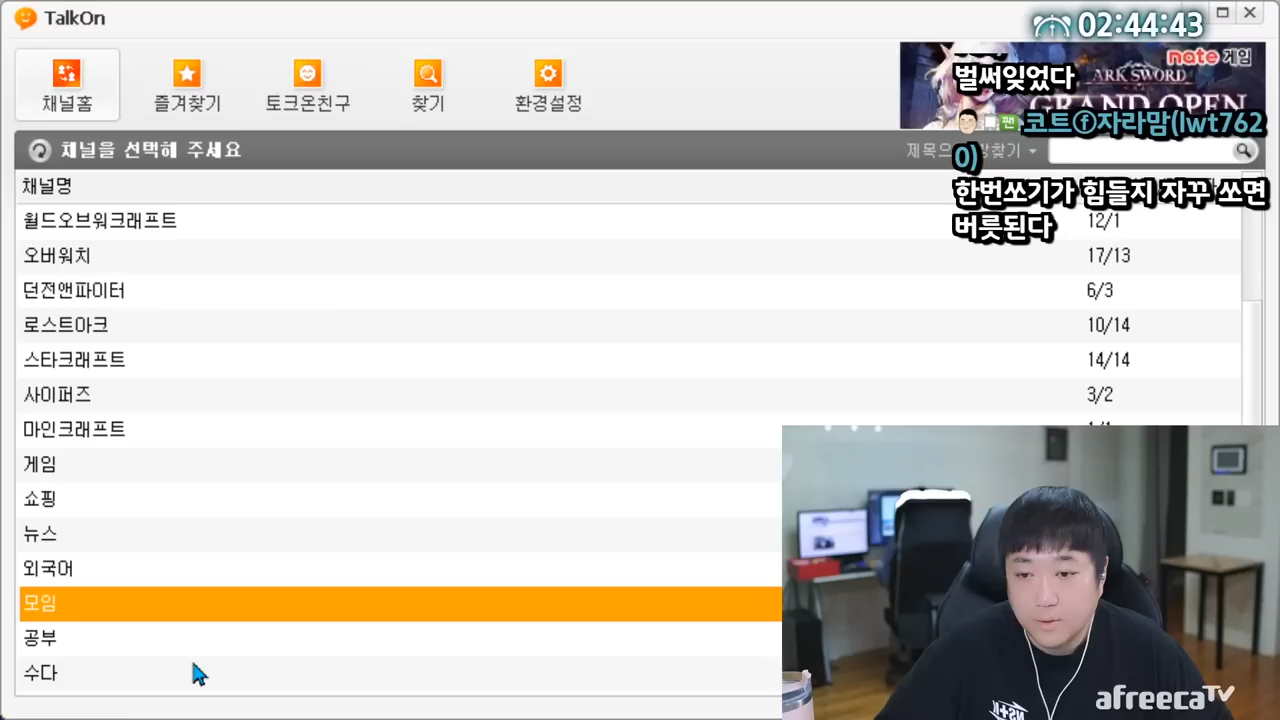 TalkOn
02:44:43
채널홈
즐겨찾기
토크온친구
찾기
환경설정
nate 게임
ARK SWORD
GRAND OPEN
벌써잊었다
팬 코트ⓕ자라맘(lwt762
0)
한번쏘기가 힘들지 자꾸 쏘면
버릇된다
채널을 선택해 주세요
채널명
월드오브워크래프트 12/1
오버워치 17/13
던전앤파이터 6/3
로스트아크 10/14
스타크래프트 14/14
사이퍼즈 3/2
마인크래프트
게임
쇼핑
뉴스
외국어
모임
공부
수다
afreecaTV